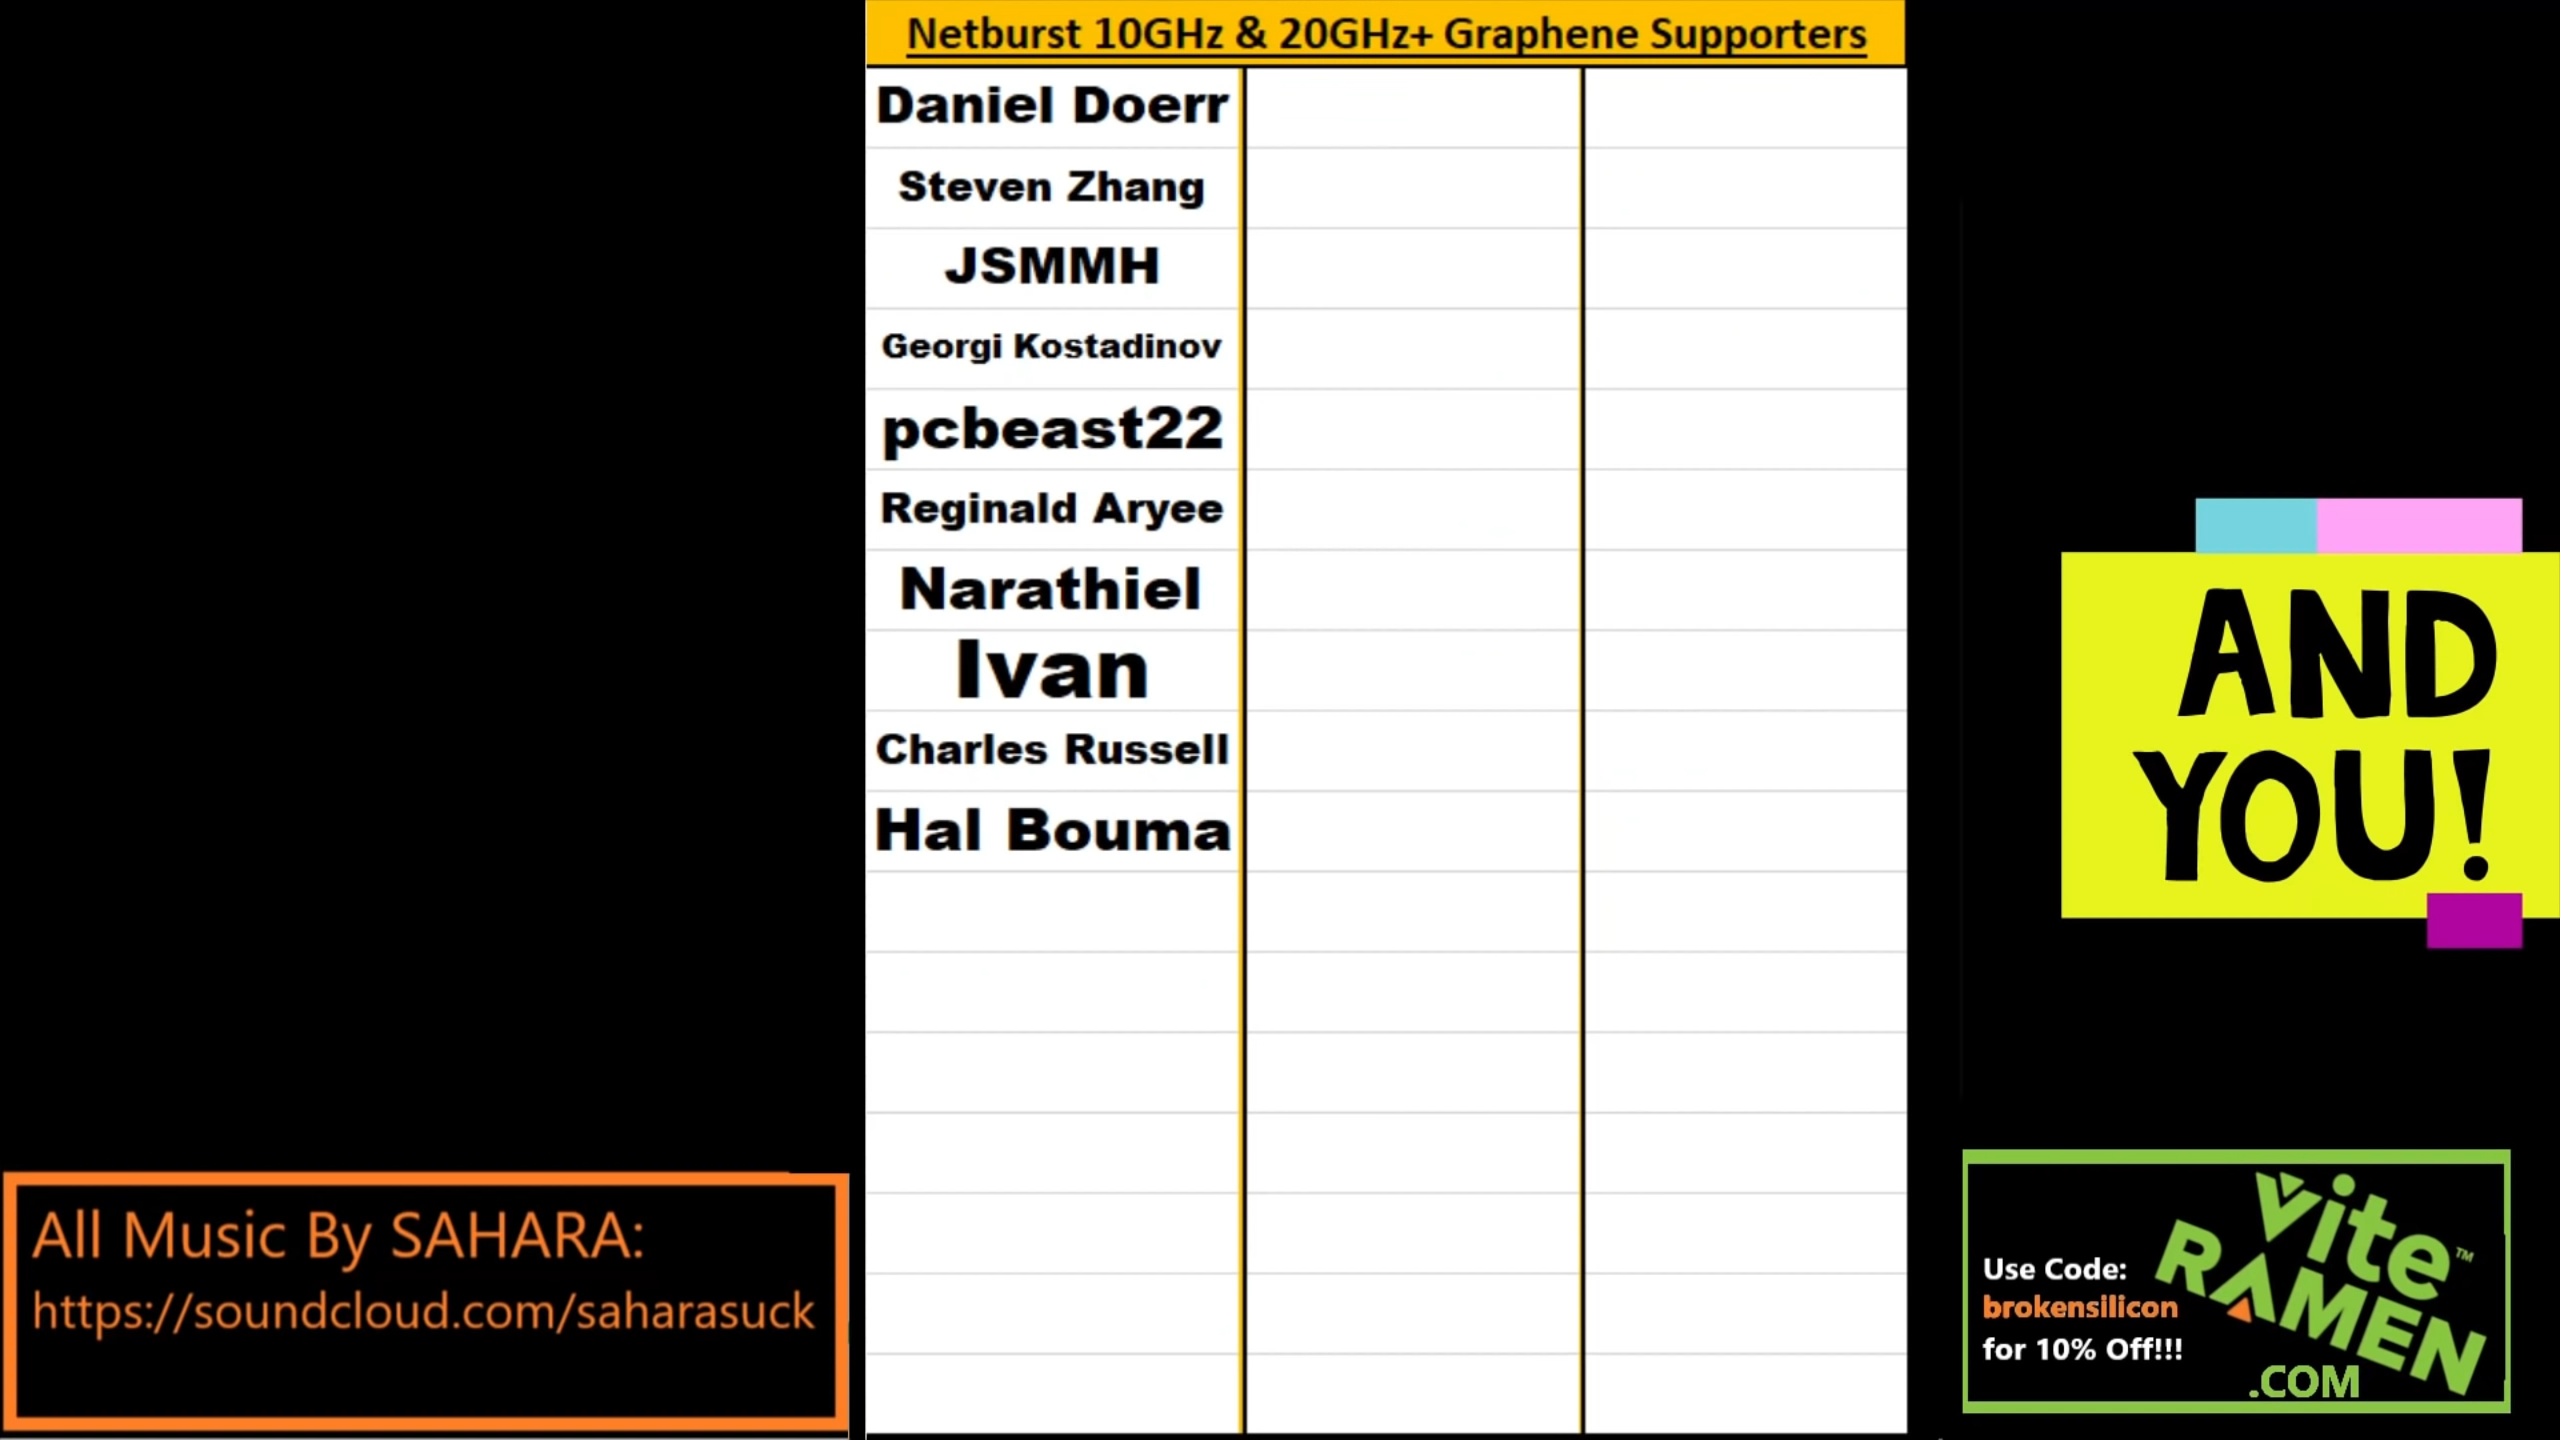 Netburst 10GHz & 20GHz+ Graphene Supporters
Daniel Doerr
Steven Zhang
JSMMH
Georgi Kostadinov
pcbeast22
Reginald Aryee
Narathiel
Ivan
Charles Russell
Hal Bouma
AND
YOU!
All Music By SAHARA:
https://soundcloud.com/saharasuck
Use Code:
brokensilicon
for 10% Off!!!
Vite™
RAMEN
.COM